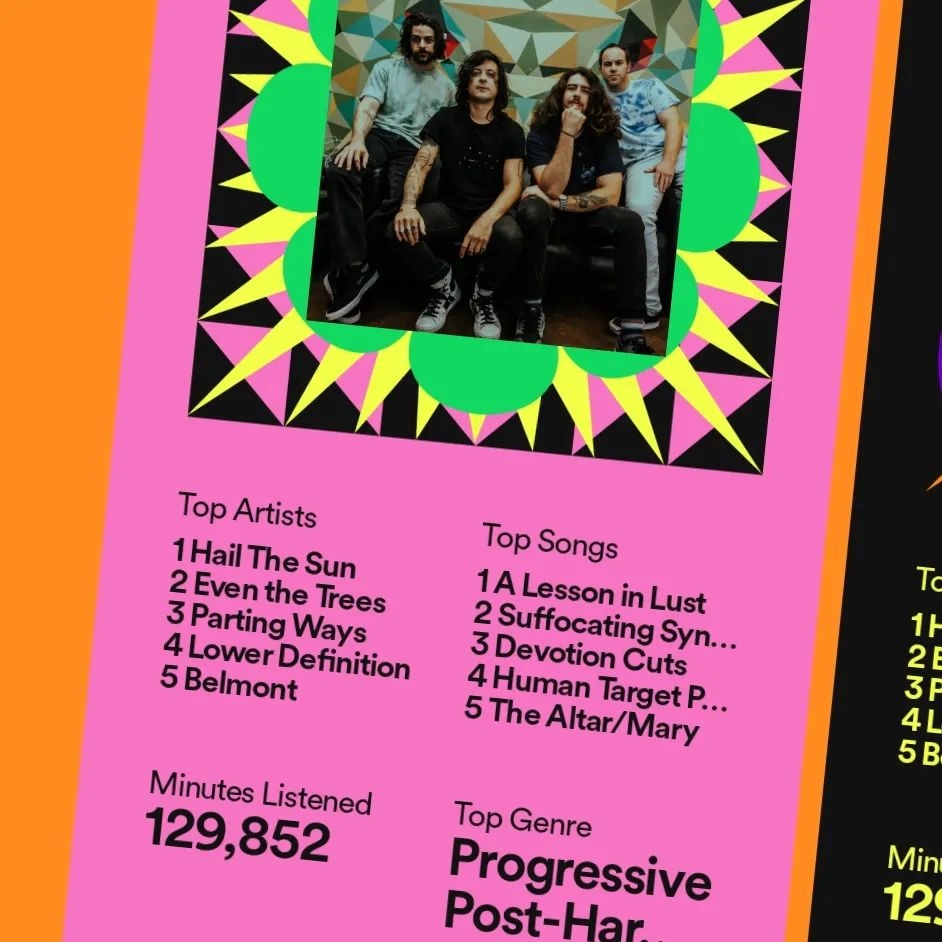 Top Artists
1 Hail The Sun
2 Even the Trees
3 Parting Ways
4 Lower Definition
5 Belmont
Top Songs
1 A Lesson in Lust
2 Suffocating Syn...
3 Devotion Cuts
4 Human Target P...
5 The Altar/Mary
Minutes Listened
129,852
Top Genre
Progressive
Post-Har...
To
1 H
2 E
3 P
4 L
5 Be
Minu
129